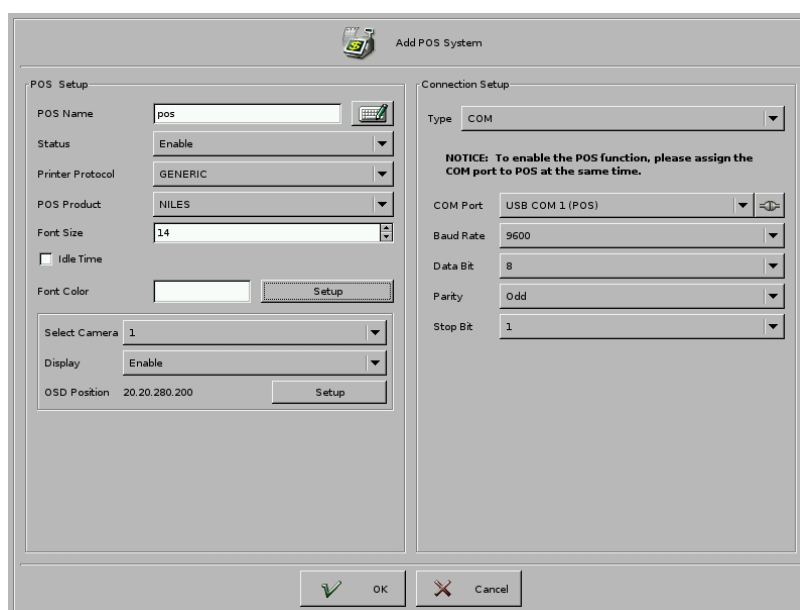 Add POS System
POS Setup
POS Name pos
Status Enable
Printer Protocol GENERIC
POS Product NILES
Font Size 14
Idle Time
Font Color Setup
Select Camera 1
Display Enable
OSD Position 20.20.280.200 Setup
Connection Setup
Type COM
NOTICE: To enable the POS function, please assign the
COM port to POS at the same time.
COM Port USB COM 1 (POS)
Baud Rate 9600
Data Bit 8
Parity Odd
Stop Bit 1
OK Cancel